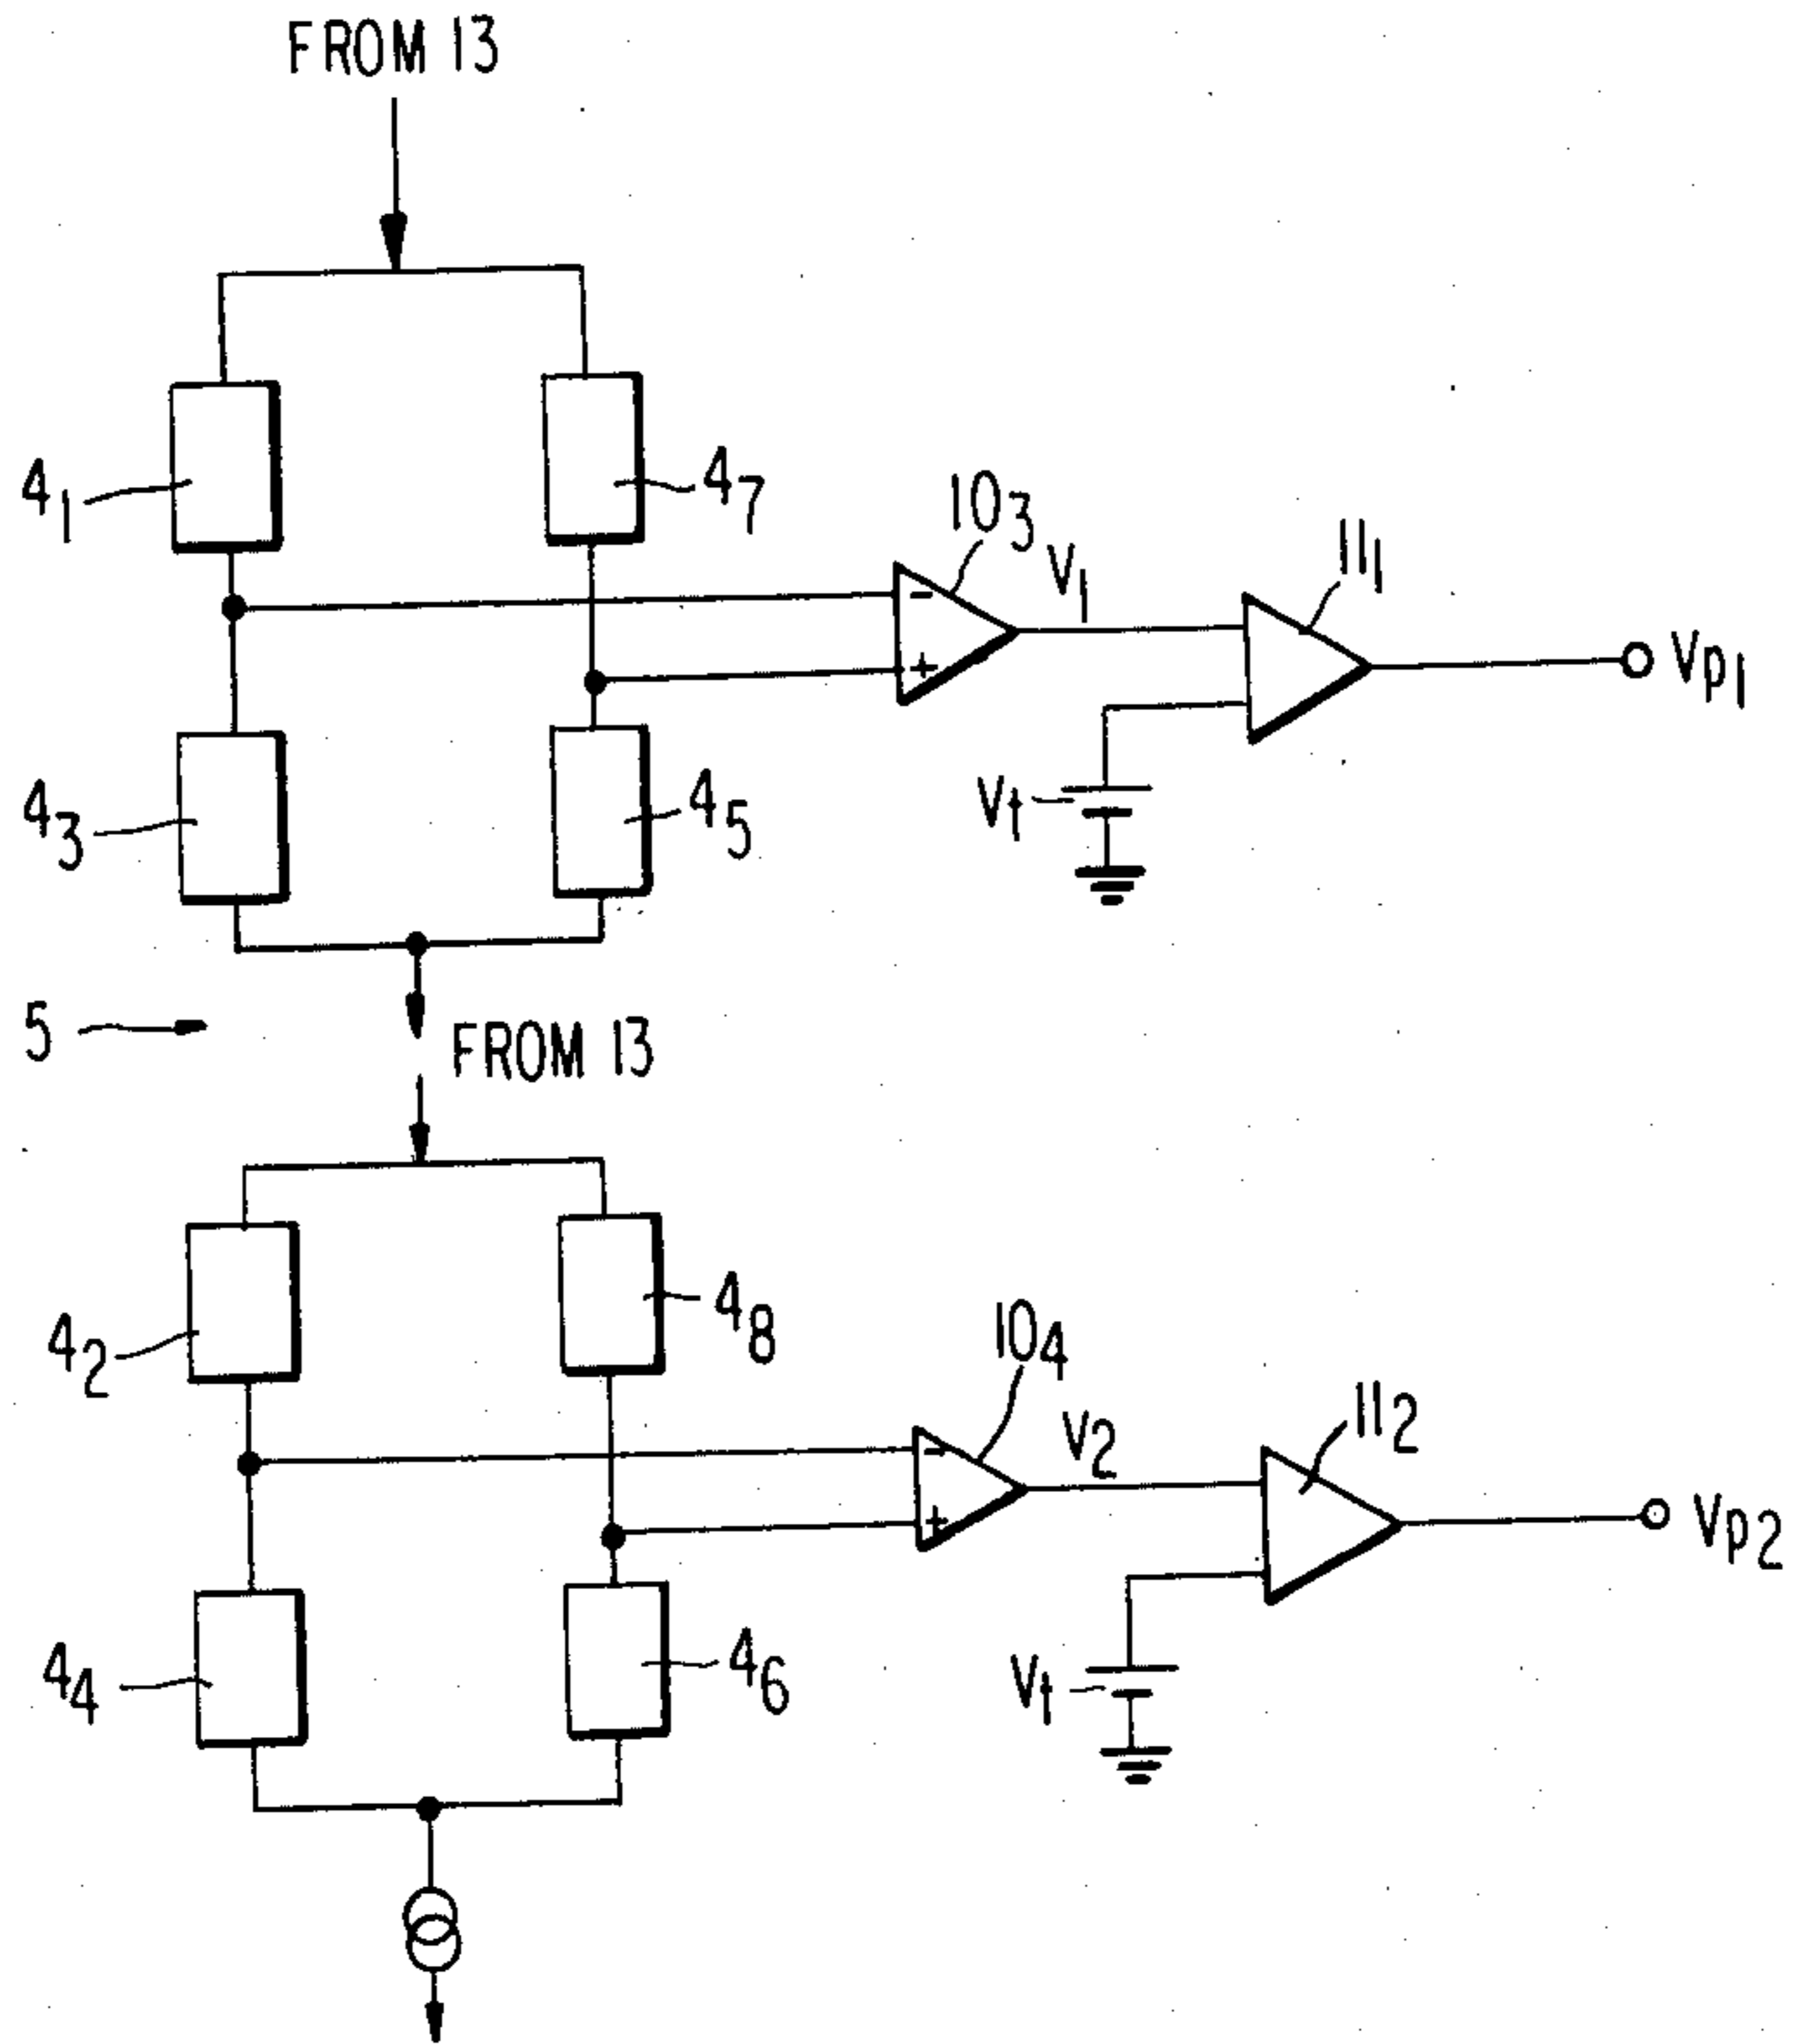 FROM 13
4₁
4₇
10₃
V₁
11₁
-
+
Vp₁
4₃
4₅
Vt
5
FROM 13
4₂
4₈
10₄
V₂
11₂
-
+
Vp₂
4₄
4₆
Vt